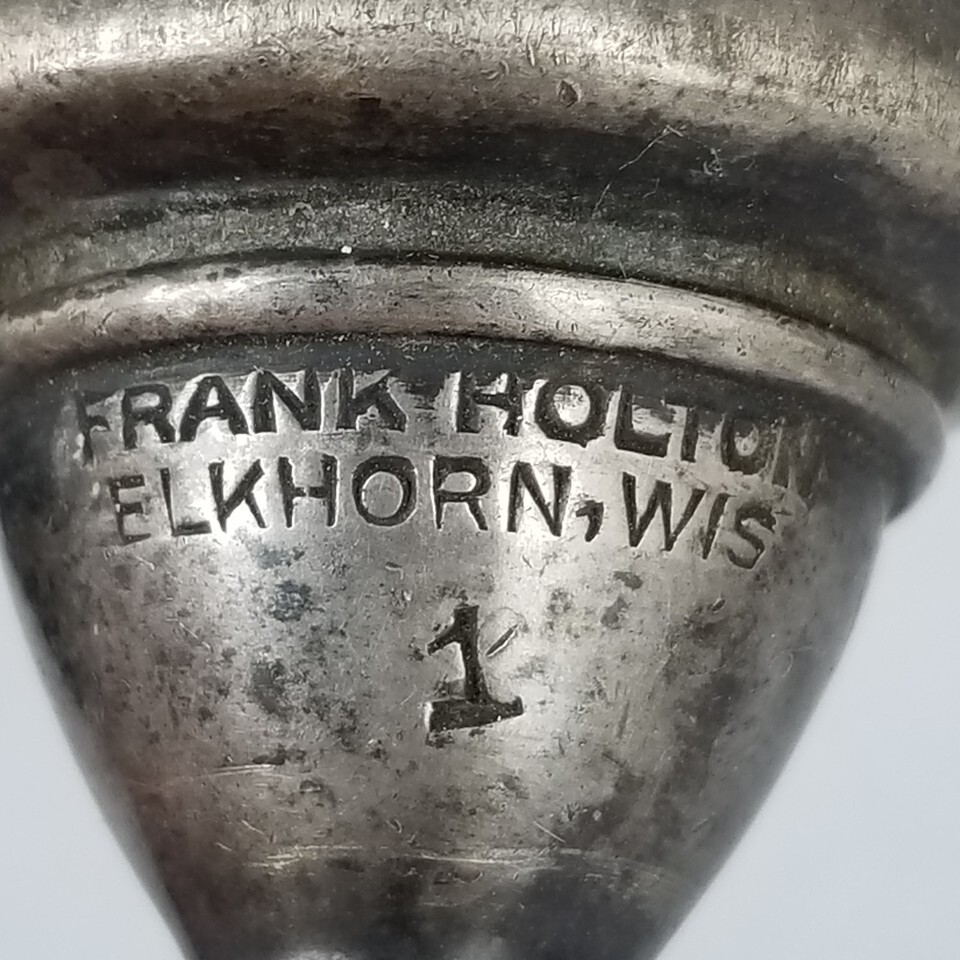 FRANK HOLTON
ELKHORN, WIS
1